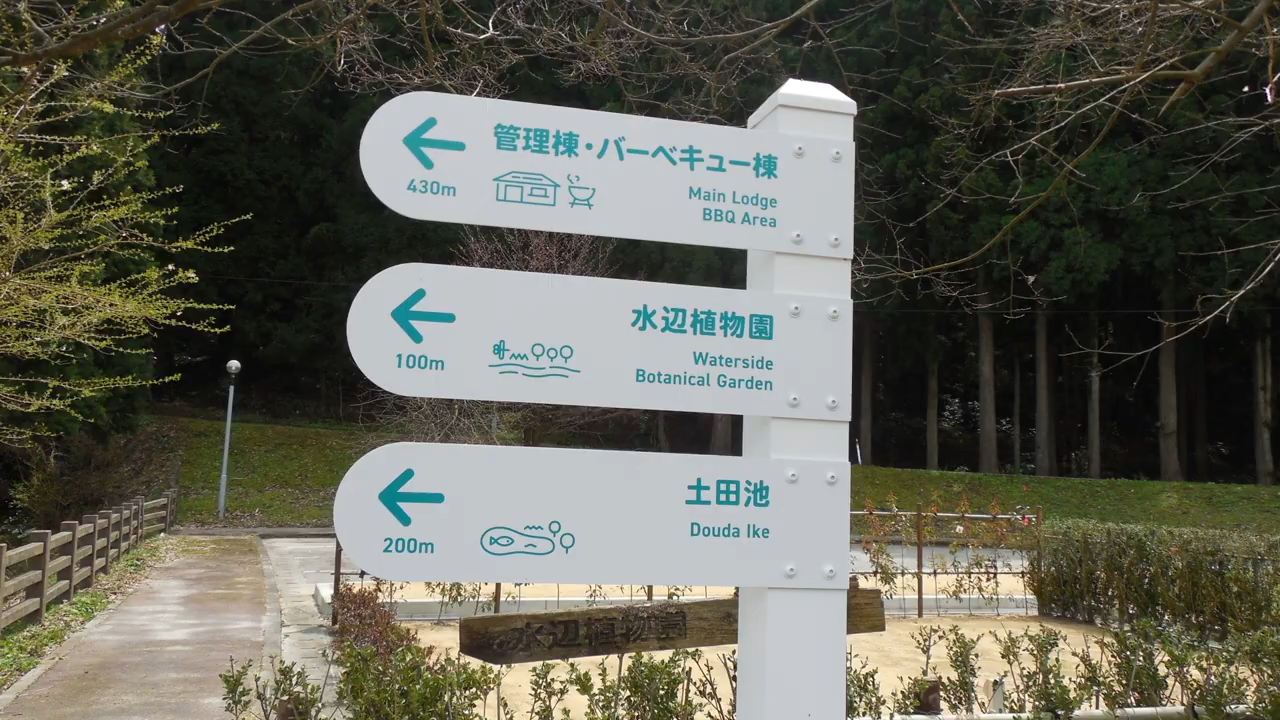 管理棟・バーベキュー棟
430m
Main Lodge
BBQ Area
水辺植物園
100m
Waterside
Botanical Garden
土田池
200m
Douda Ike
水辺植物園